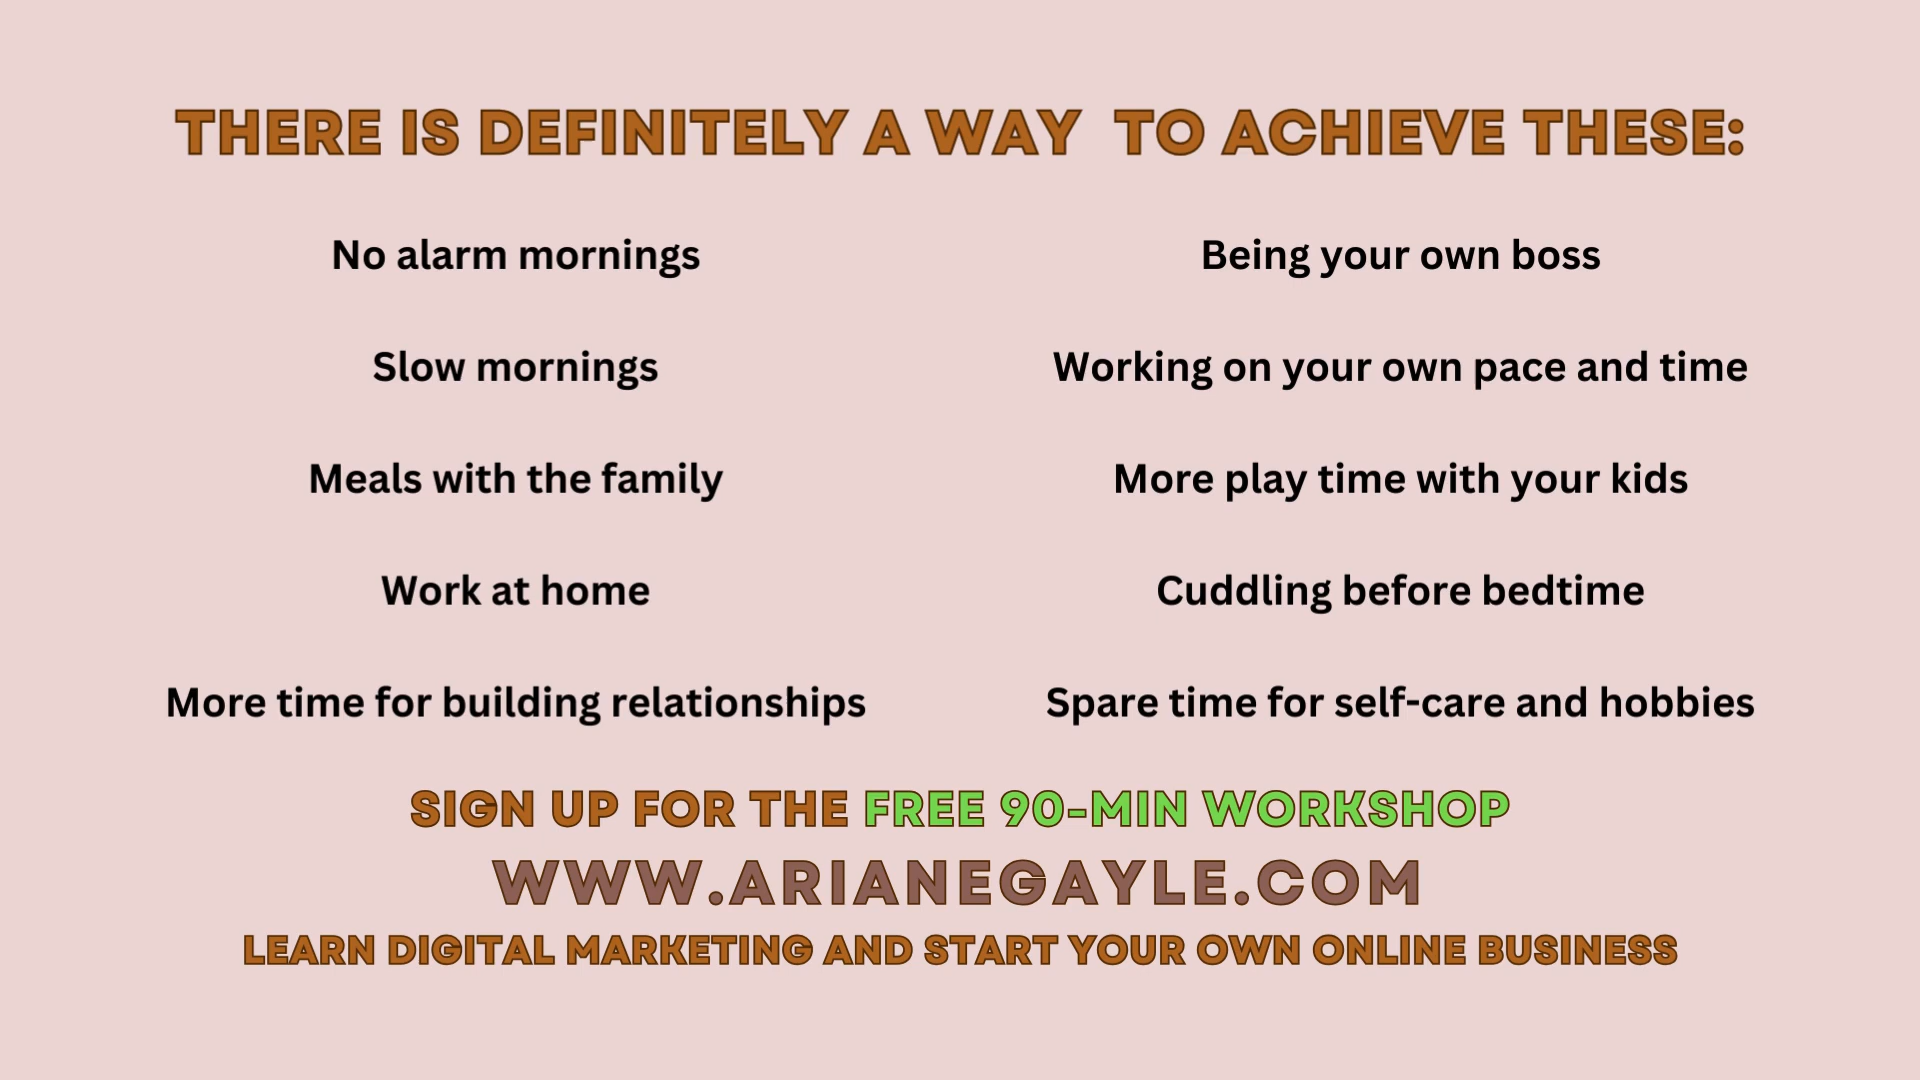 THERE IS DEFINITELY A WAY TO ACHIEVE THESE:
No alarm mornings
Slow mornings
Meals with the family
Work at home
More time for building relationships
Being your own boss
Working on your own pace and time
More play time with your kids
Cuddling before bedtime
Spare time for self-care and hobbies
SIGN UP FOR THE FREE 90-MIN WORKSHOP
WWW.ARIANEGAYLE.COM
LEARN DIGITAL MARKETING AND START YOUR OWN ONLINE BUSINESS